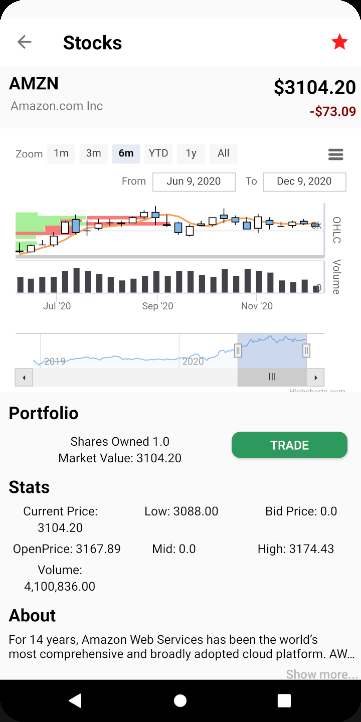 Stocks
AMZN
$3104.20
Amazon.com Inc
-$73.09
Zoom 1m 3m 6m YTD 1y All
From Jun 9, 2020 To Dec 9, 2020
OHLC
Volume
0
Jul '20 Sep '20 Nov '20
2019 2020
Highcharts.com
Portfolio
Shares Owned 1.0
Market Value: 3104.20
TRADE
Stats
Current Price: 3104.20 Low: 3088.00 Bid Price: 0.0
OpenPrice: 3167.89 Mid: 0.0 High: 3174.43
Volume: 4,100,836.00
About
For 14 years, Amazon Web Services has been the world's
most comprehensive and broadly adopted cloud platform. AW...
Show more...